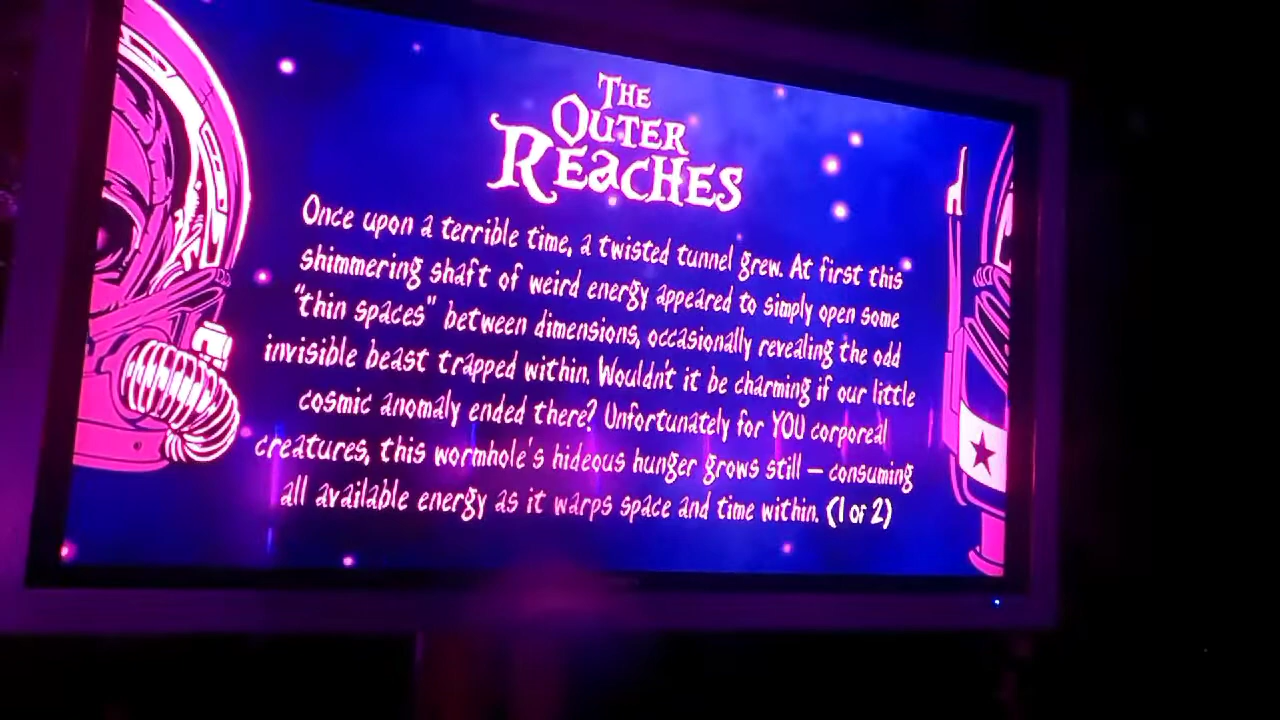 THE
OUTER
REACHES
Once upon a terrible time, a twisted tunnel grew. At first this
shimmering shaft of weird energy appeared to simply open some
"thin spaces" between dimensions, occasionally revealing the odd
invisible beast trapped within. Wouldn't it be charming if our little
cosmic anomaly ended there? Unfortunately for YOU corporeal
creatures, this wormhole's hideous hunger grows still – consuming
all available energy as it warps space and time within. (1 of 2)